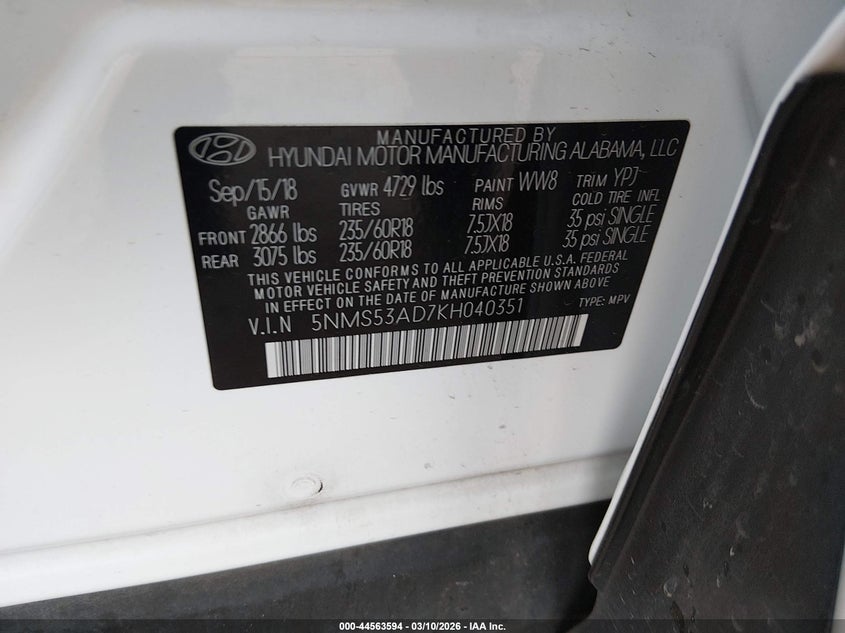 MANUFACTURED BY
HYUNDAI MOTOR MANUFACTURING ALABAMA, LLC
Sep/15/18 GVWR 4729 lbs PAINT WW8 TRIM YPJ
GAWR TIRES RIMS COLD TIRE INFL
FRONT 2866 lbs 235/60R18 7.5JX18 35 psi SINGLE
REAR 3075 lbs 235/60R18 7.5JX18 35 psi SINGLE
THIS VEHICLE CONFORMS TO ALL APPLICABLE U.S.A. FEDERAL
MOTOR VEHICLE SAFETY AND THEFT PREVENTION STANDARDS
IN EFFECT ON THE DATE OF MANUFACTURE SHOWN ABOVE
V.I.N 5NMS53AD7KH040351 TYPE: MPV
000-44563594 - 03/10/2026 - IAA Inc.